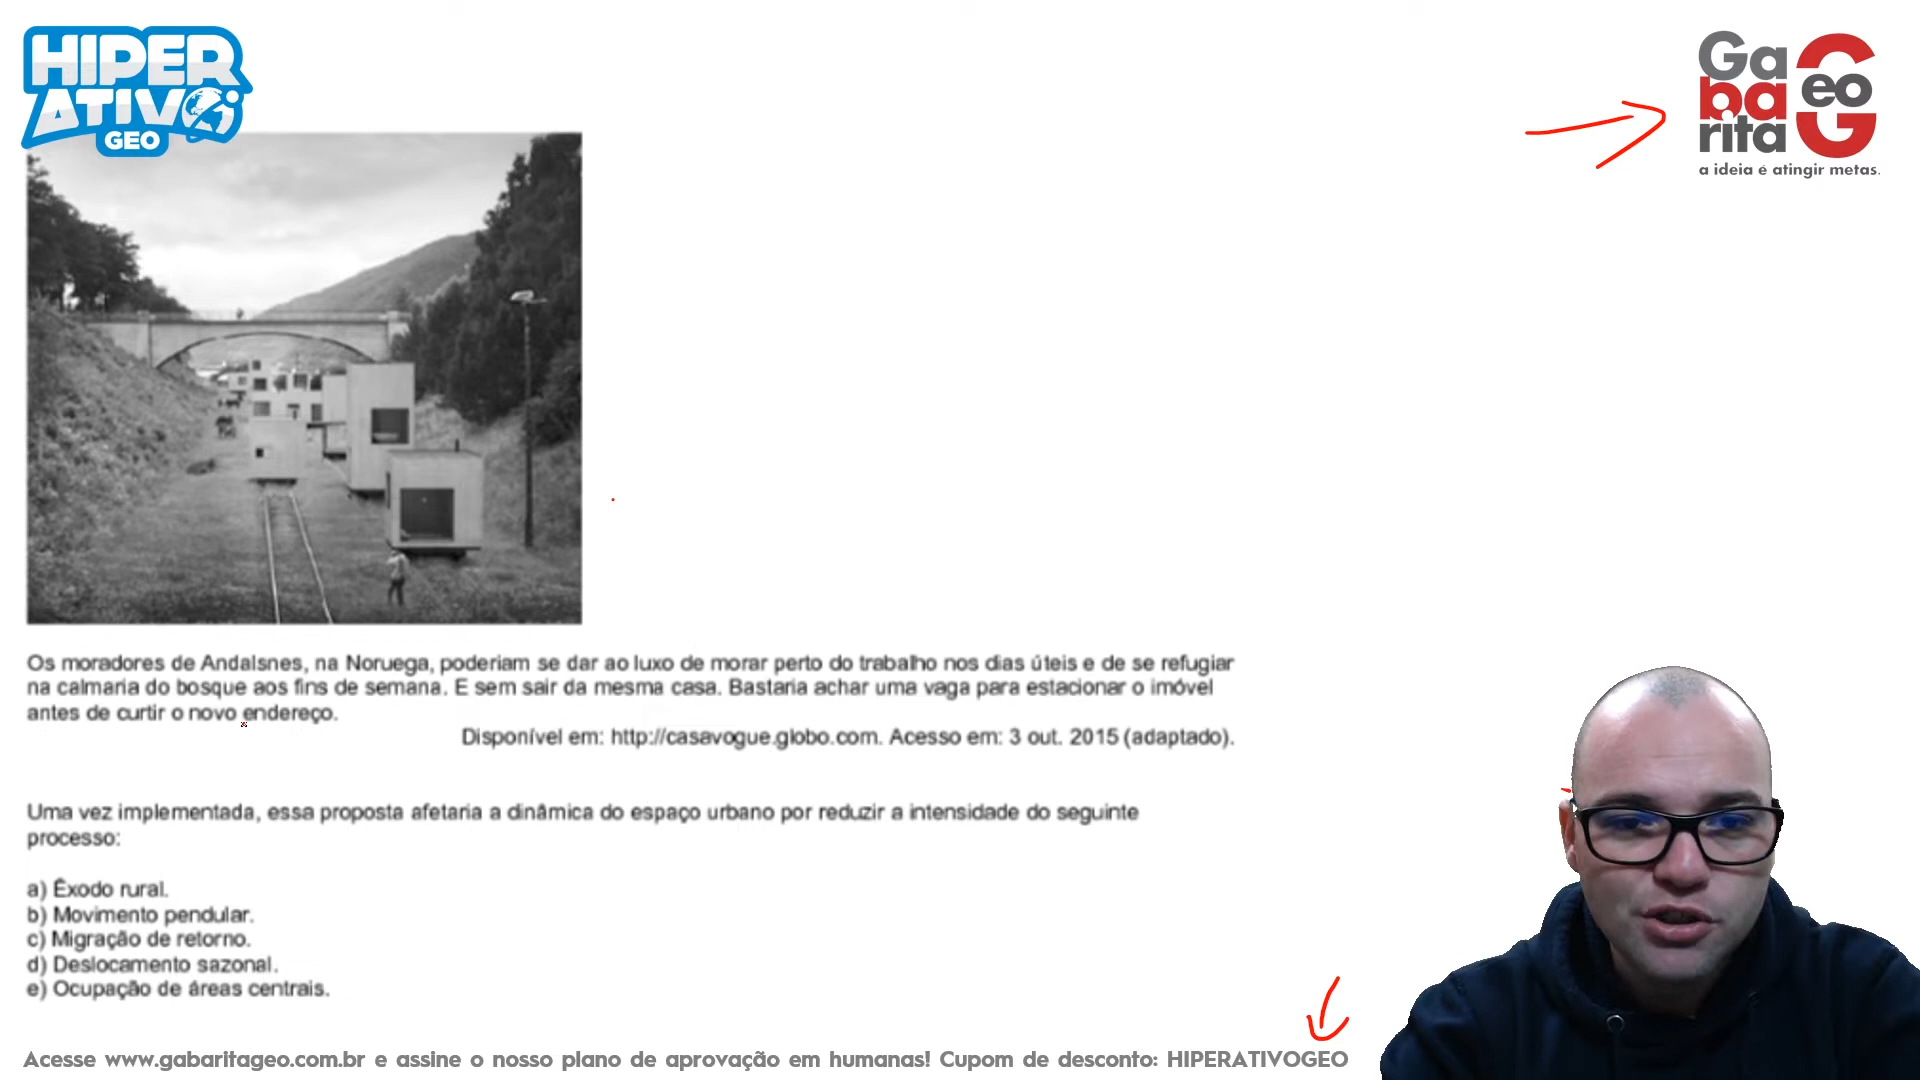 HIPER
ATIVO
GEO
Ga
ba
rita
Geo
a ideia é atingir metas.
Os moradores de Andalsnes, na Noruega, poderiam se dar ao luxo de morar perto do trabalho nos dias úteis e de se refugiar
na calmaria do bosque aos fins de semana. E sem sair da mesma casa. Bastaria achar uma vaga para estacionar o imóvel
antes de curtir o novo endereço.
Disponível em: http://casavogue.globo.com. Acesso em: 3 out. 2015 (adaptado).
Uma vez implementada, essa proposta afetaria a dinâmica do espaço urbano por reduzir a intensidade do seguinte
processo:
a) Êxodo rural.
b) Movimento pendular.
c) Migração de retorno.
d) Deslocamento sazonal.
e) Ocupação de áreas centrais.
Acesse www.gabaritageo.com.br e assine o nosso plano de aprovação em humanas! Cupom de desconto: HIPERATIVOGEO